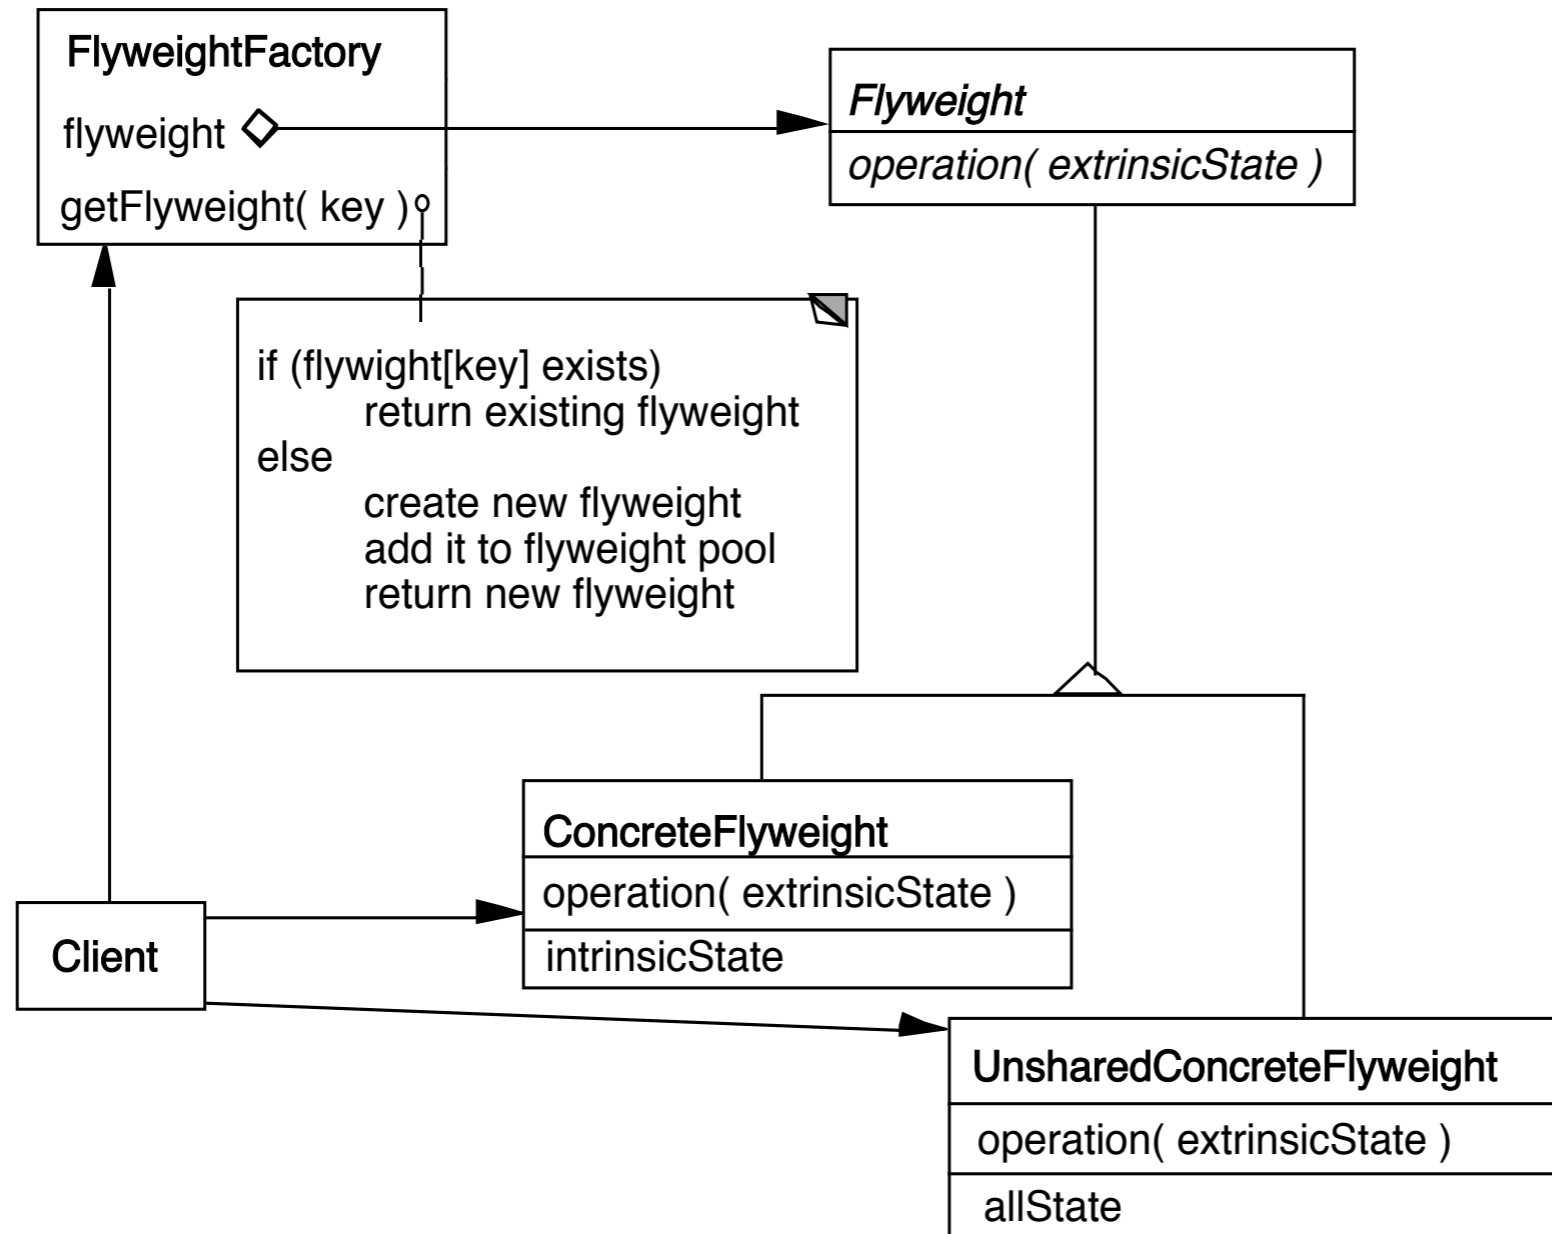 FlyweightFactory
flyweight
getFlyweight( key )
Flyweight
operation( extrinsicState )
if (flywight[key] exists)
return existing flyweight
else
create new flyweight
add it to flyweight pool
return new flyweight
ConcreteFlyweight
operation( extrinsicState )
intrinsicState
Client
UnsharedConcreteFlyweight
operation( extrinsicState )
allState